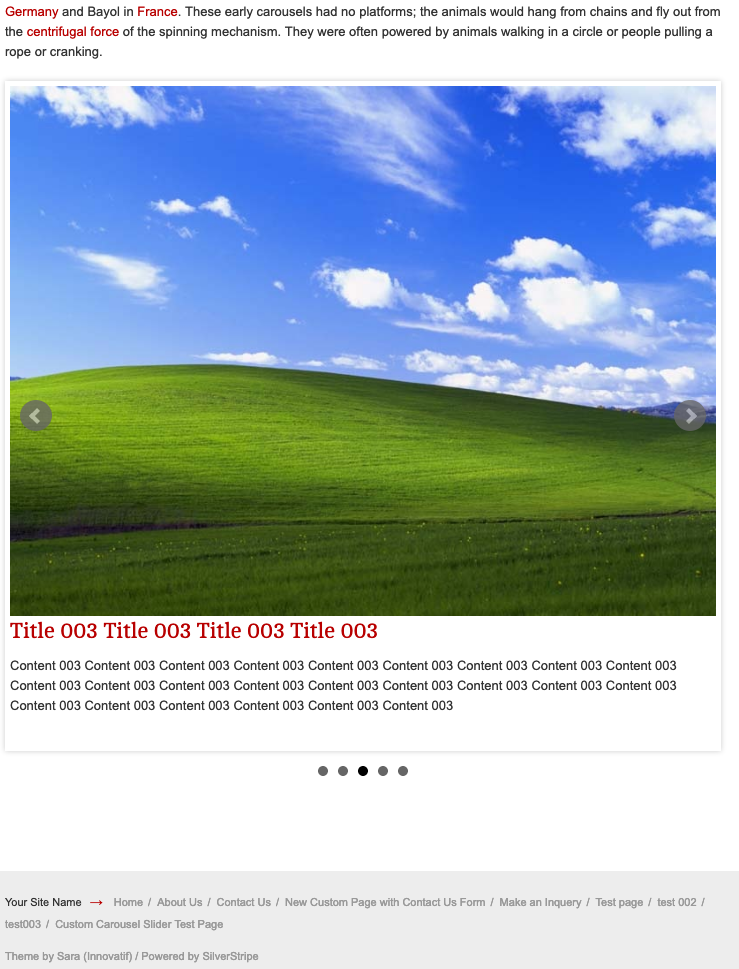 Germany and Bayol in France. These early carousels had no platforms; the animals would hang from chains and fly out from
the centrifugal force of the spinning mechanism. They were often powered by animals walking in a circle or people pulling a
rope or cranking.
Title 003 Title 003 Title 003 Title 003
Content 003 Content 003 Content 003 Content 003 Content 003 Content 003 Content 003 Content 003 Content 003
Content 003 Content 003 Content 003 Content 003 Content 003 Content 003 Content 003 Content 003 Content 003
Content 003 Content 003 Content 003 Content 003 Content 003 Content 003
Your Site Name → Home / About Us / Contact Us / New Custom Page with Contact Us Form / Make an Inquery / Test page / test 002 /
test003 / Custom Carousel Slider Test Page
Theme by Sara (Innovatif) / Powered by SilverStripe